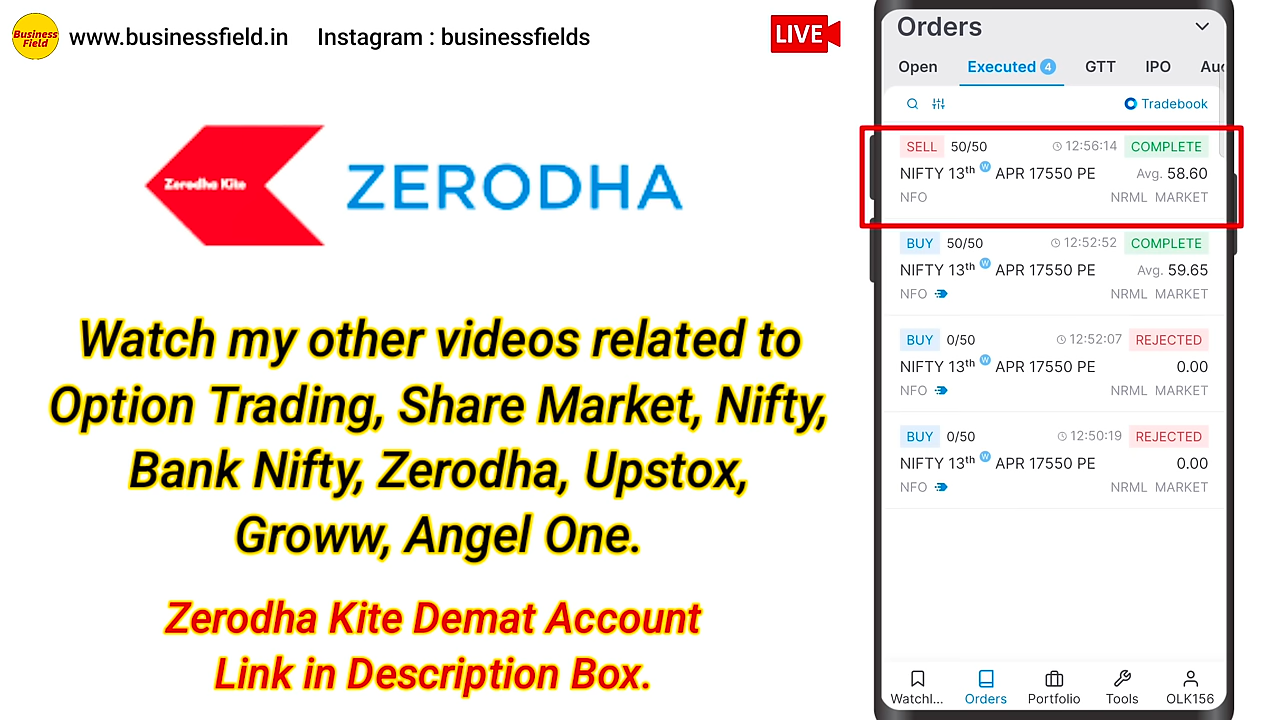 Business
Field
www.businessfield.in
Instagram : businessfields
LIVE
Zerodha Kite
ZERODHA
Watch my other videos related to
Option Trading, Share Market, Nifty,
Bank Nifty, Zerodha, Upstox,
Groww, Angel One.
Zerodha Kite Demat Account
Link in Description Box.
Orders
Open Executed 4 GTT IPO Auc
Tradebook
SELL 50/50 12:56:14 COMPLETE
NIFTY 13th W APR 17550 PE Avg. 58.60
NFO NRML MARKET
BUY 50/50 12:52:52 COMPLETE
NIFTY 13th W APR 17550 PE Avg. 59.65
NFO NRML MARKET
BUY 0/50 12:52:07 REJECTED
NIFTY 13th W APR 17550 PE 0.00
NFO NRML MARKET
BUY 0/50 12:50:19 REJECTED
NIFTY 13th W APR 17550 PE 0.00
NFO NRML MARKET
Watchl... Orders Portfolio Tools OLK156